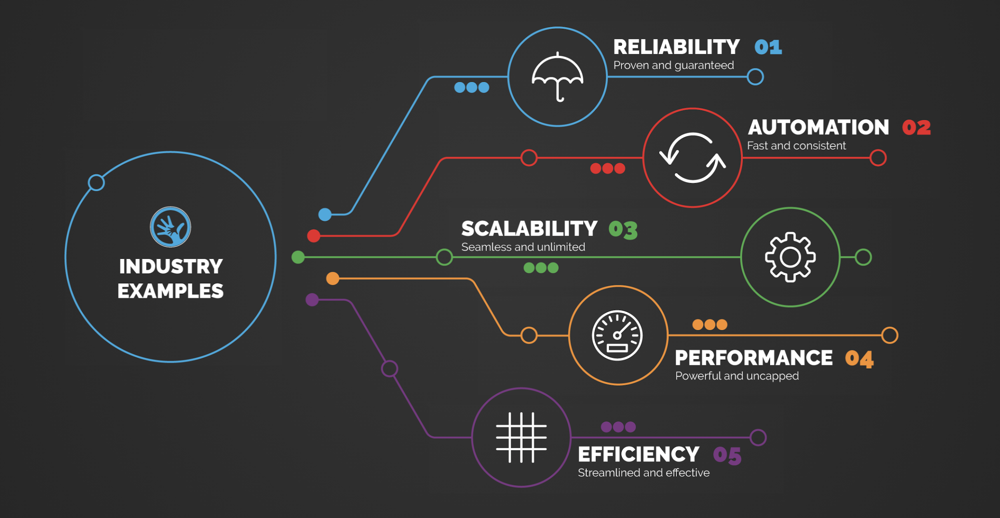 INDUSTRY
EXAMPLES
RELIABILITY 01
Proven and guaranteed
AUTOMATION 02
Fast and consistent
SCALABILITY 03
Seamless and unlimited
PERFORMANCE 04
Powerful and uncapped
EFFICIENCY 05
Streamlined and effective